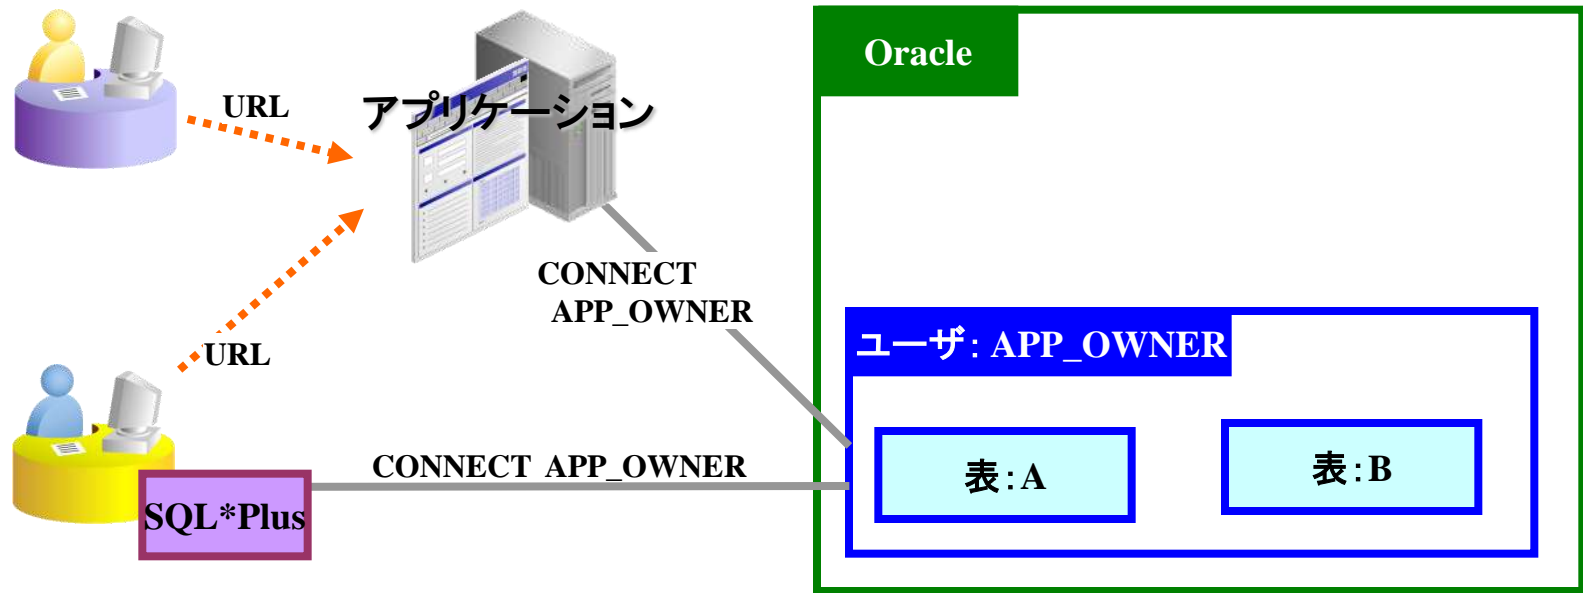 URL
アプリケーション
Oracle
CONNECT
APP_OWNER
ユーザ：APP_OWNER
URL
CONNECT APP_OWNER
表：A
表：B
SQL*Plus